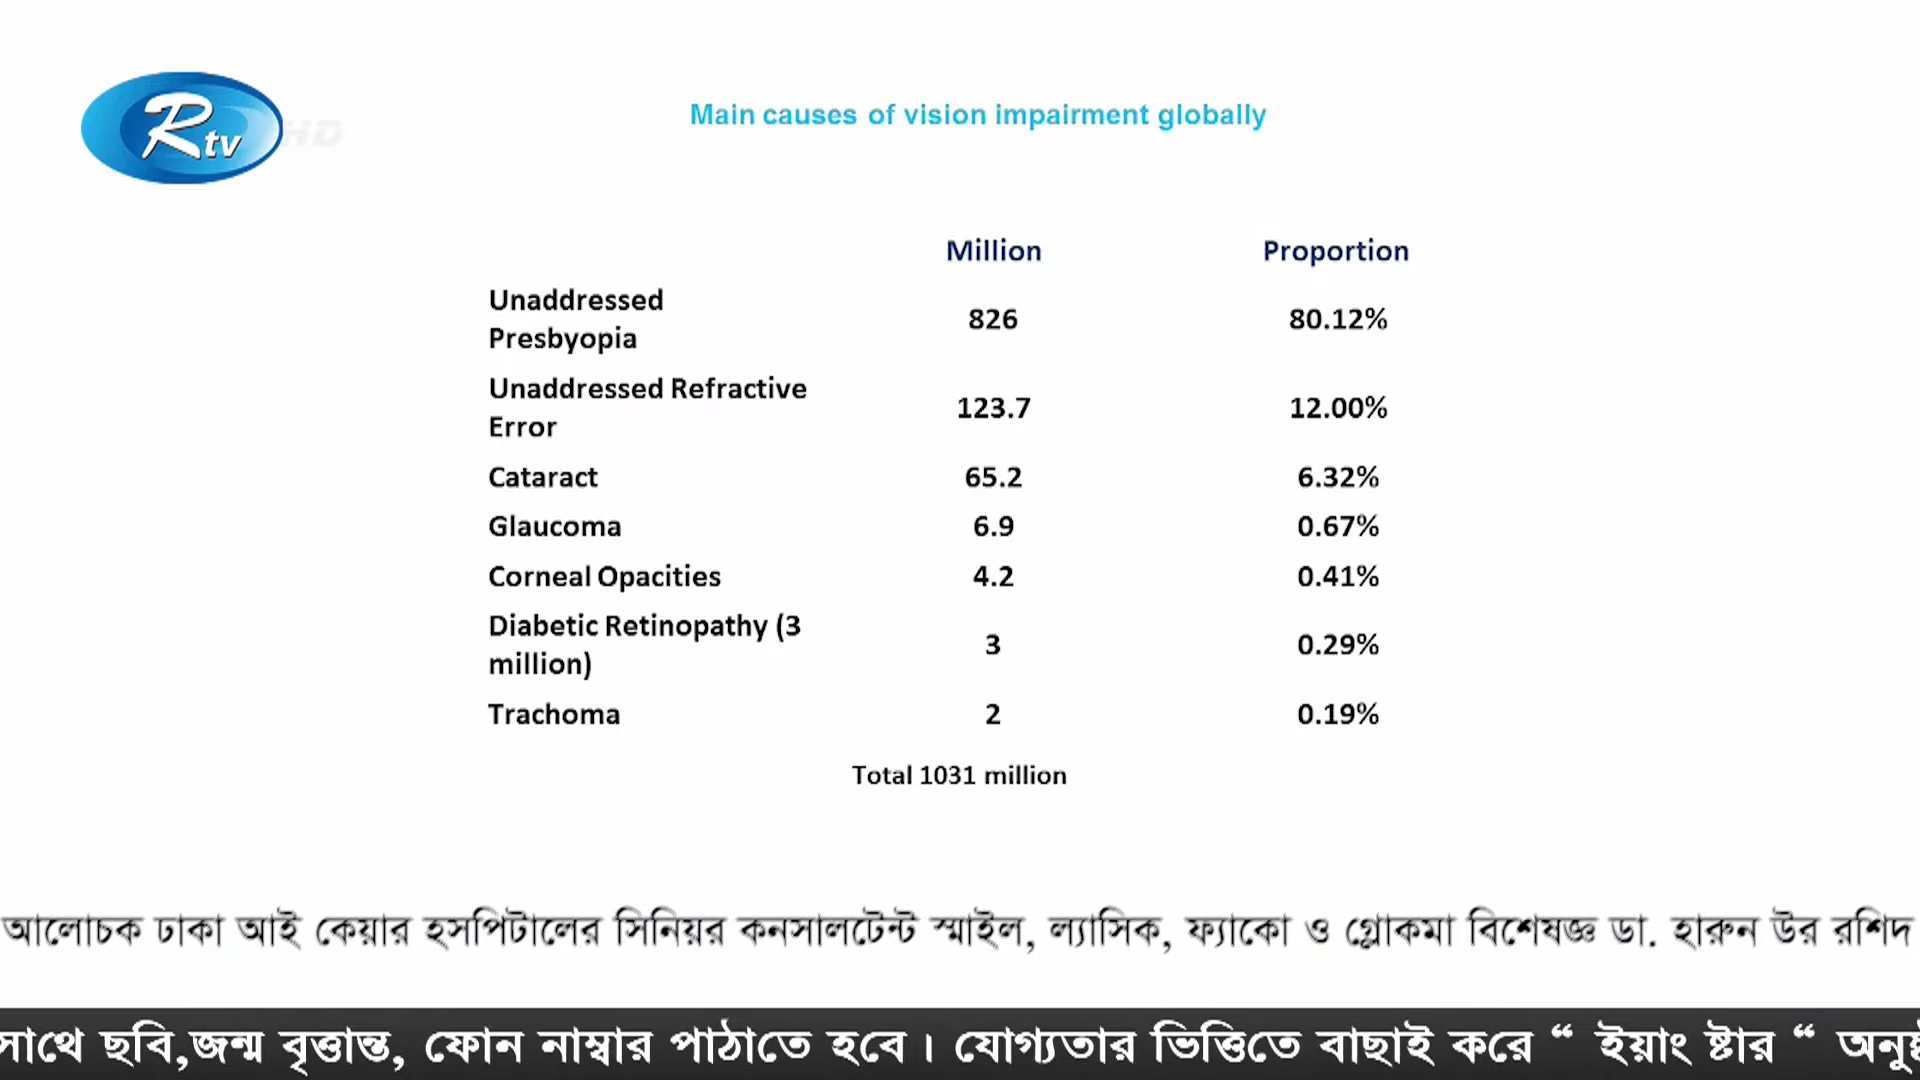 Rtv HD
Main causes of vision impairment globally
Million Proportion
Unaddressed
Presbyopia
826 80.12%
Unaddressed Refractive
Error
123.7 12.00%
Cataract 65.2 6.32%
Glaucoma 6.9 0.67%
Corneal Opacities 4.2 0.41%
Diabetic Retinopathy (3
million)
3 0.29%
Trachoma 2 0.19%
Total 1031 million
আলোচক ঢাকা আই কেয়ার হসপিটালের সিনিয়র কনসালটেন্ট স্মাইল, ল্যাসিক, ফ্যাকো ও গ্লোকমা বিশেষজ্ঞ ডা. হারুন উর রশিদ
সাথে ছবি,জন্ম বৃত্তান্ত, ফোন নাম্বার পাঠাতে হবে। যোগ্যতার ভিত্তিতে বাছাই করে “ ইয়াং ষ্টার “